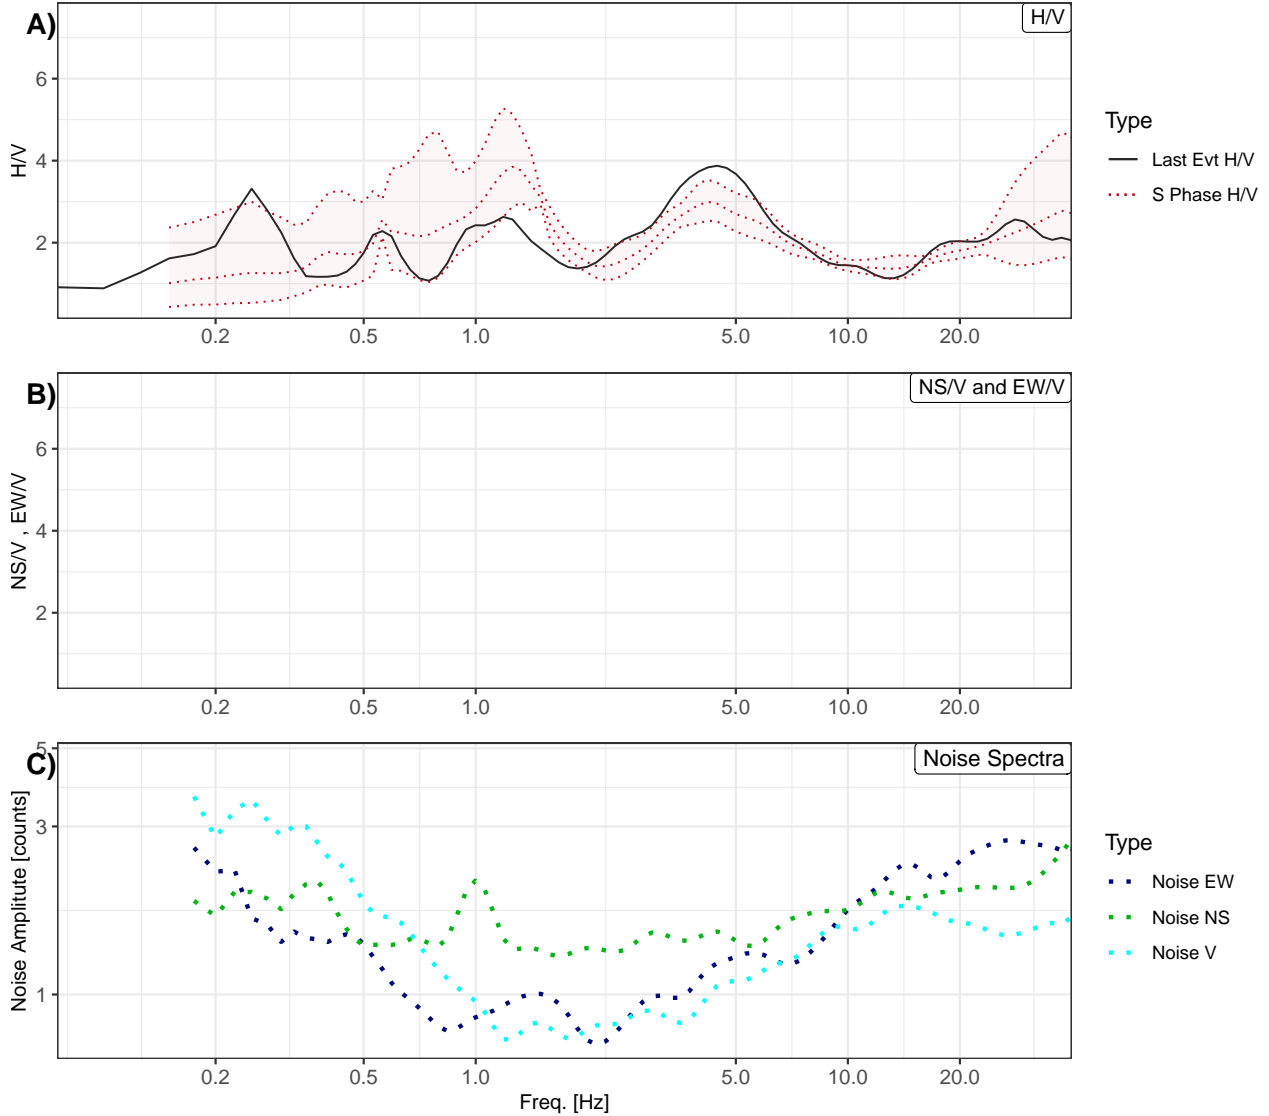 A)
H/V
6
4
2
H/V
0.2 0.5 1.0 5.0 10.0 20.0
Type
Last Evt H/V
S Phase H/V
B)
NS/V and EW/V
6
4
2
NS/V , EW/V
0.2 0.5 1.0 5.0 10.0 20.0
C)
Noise Spectra
5
3
1
Noise Amplitute [counts]
0.2 0.5 1.0 5.0 10.0 20.0
Freq. [Hz]
Type
Noise EW
Noise NS
Noise V